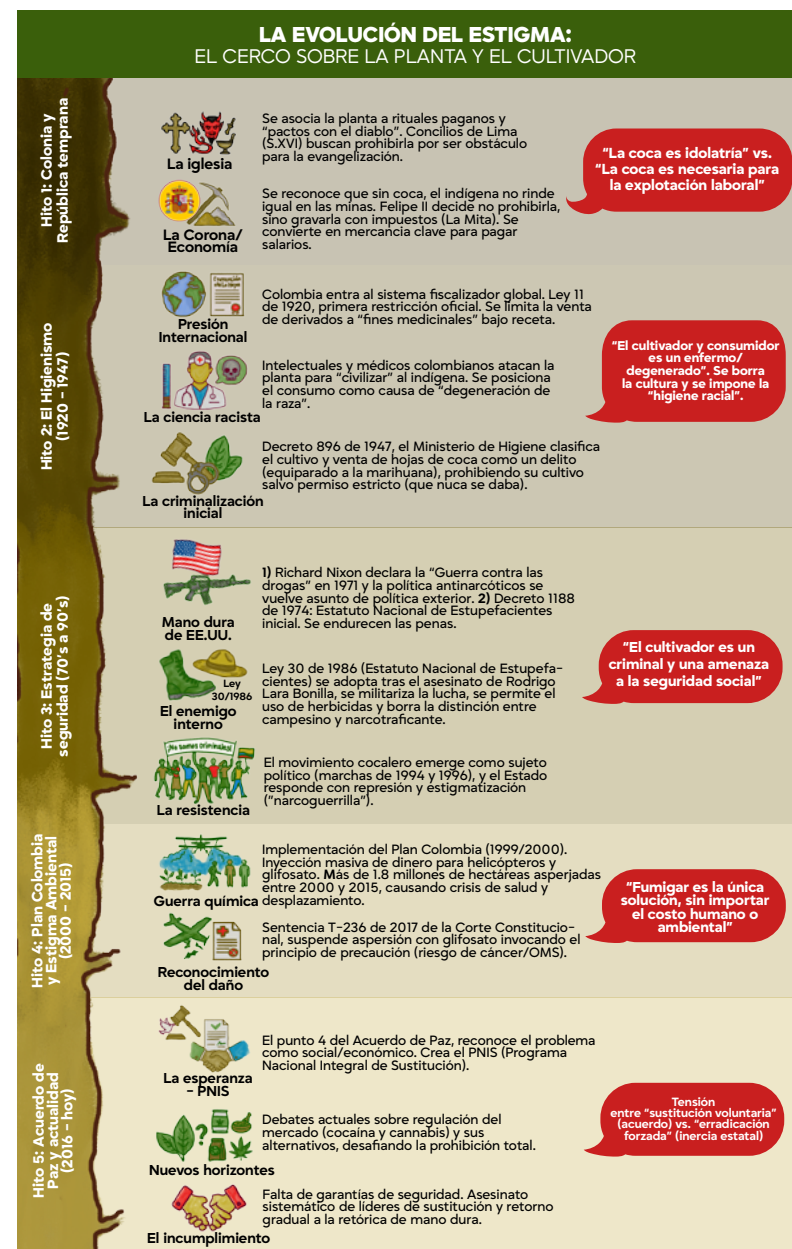 LA EVOLUCIÓN DEL ESTIGMA:
EL CERCO SOBRE LA PLANTA Y EL CULTIVADOR
Hito 1: Colonia y
República temprana
La iglesia
Se asocia la planta a rituales paganos y
“pactos con el diablo”. Concilios de Lima
(S.XVI) buscan prohibirla por ser obstáculo
para la evangelización.
La Corona/
Economía
Se reconoce que sin coca, el indígena no rinde
igual en las minas. Felipe II decide no prohibirla,
sino gravarla con impuestos (La Mita). Se
convierte en mercancía clave para pagar
salarios.
“La coca es idolatría” vs.
“La coca es necesaria para
la explotación laboral”
Hito 2: El Higienismo
(1920 - 1947)
Presión
Internacional
Colombia entra al sistema fiscalizador global. Ley 11
de 1920, primera restricción oficial. Se limita la venta
de derivados a “fines medicinales” bajo receta.
La ciencia racista
Intelectuales y médicos colombianos atacan la
planta para “civilizar” al indígena. Se posiciona
el consumo como causa de “degeneración de
la raza”.
La criminalización
inicial
Decreto 896 de 1947, el Ministerio de Higiene clasifica
el cultivo y venta de hojas de coca como un delito
(equiparado a la marihuana), prohibiendo su cultivo
salvo permiso estricto (que nuca se daba).
“El cultivador y consumidor
es un enfermo/
degenerado”. Se borra
la cultura y se impone la
“higiene racial”.
Hito 3: Estrategia de
seguridad (70's a 90's)
Mano dura
de EE.UU.
1) Richard Nixon declara la “Guerra contra las
drogas” en 1971 y la política antinarcóticos se
vuelve asunto de política exterior. 2) Decreto 1188
de 1974: Estatuto Nacional de Estupefacientes
inicial. Se endurecen las penas.
Ley
30/1986
El enemigo
interno
Ley 30 de 1986 (Estatuto Nacional de Estupefa-
cientes) se adopta tras el asesinato de Rodrigo
Lara Bonilla, se militariza la lucha, se permite el
uso de herbicidas y borra la distinción entre
campesino y narcotraficante.
¡No somos criminales!
La resistencia
El movimiento cocalero emerge como sujeto
político (marchas de 1994 y 1996), y el Estado
responde con represión y estigmatización
(“narcoguerrilla”).
“El cultivador es un
criminal y una amenaza
a la seguridad social”
Hito 4: Plan Colombia
y Estigma Ambiental
(2000 - 2015)
Guerra química
Implementación del Plan Colombia (1999/2000).
Inyección masiva de dinero para helicópteros y
glifosato. Más de 1.8 millones de hectáreas asperjadas
entre 2000 y 2015, causando crisis de salud y
desplazamiento.
Reconocimiento
del daño
Sentencia T-236 de 2017 de la Corte Constitucio-
nal, suspende aspersión con glifosato invocando el
principio de precaución (riesgo de cáncer/OMS).
“Fumigar es la única
solución, sin importar
el costo humano o
ambiental”
Hito 5: Acuerdo de
Paz y actualidad
(2016 - hoy)
La esperanza
- PNIS
El punto 4 del Acuerdo de Paz, reconoce el problema
como social/económico. Crea el PNIS (Programa
Nacional Integral de Sustitución).
Nuevos horizontes
Debates actuales sobre regulación del
mercado (cocaína y cannabis) y sus
alternativos, desafiando la prohibición total.
El incumplimiento
Falta de garantías de seguridad. Asesinato
sistemático de líderes de sustitución y retorno
gradual a la retórica de mano dura.
Tensión
entre “sustitución voluntaria”
(acuerdo) vs. “erradicación
forzada” (inercia estatal)